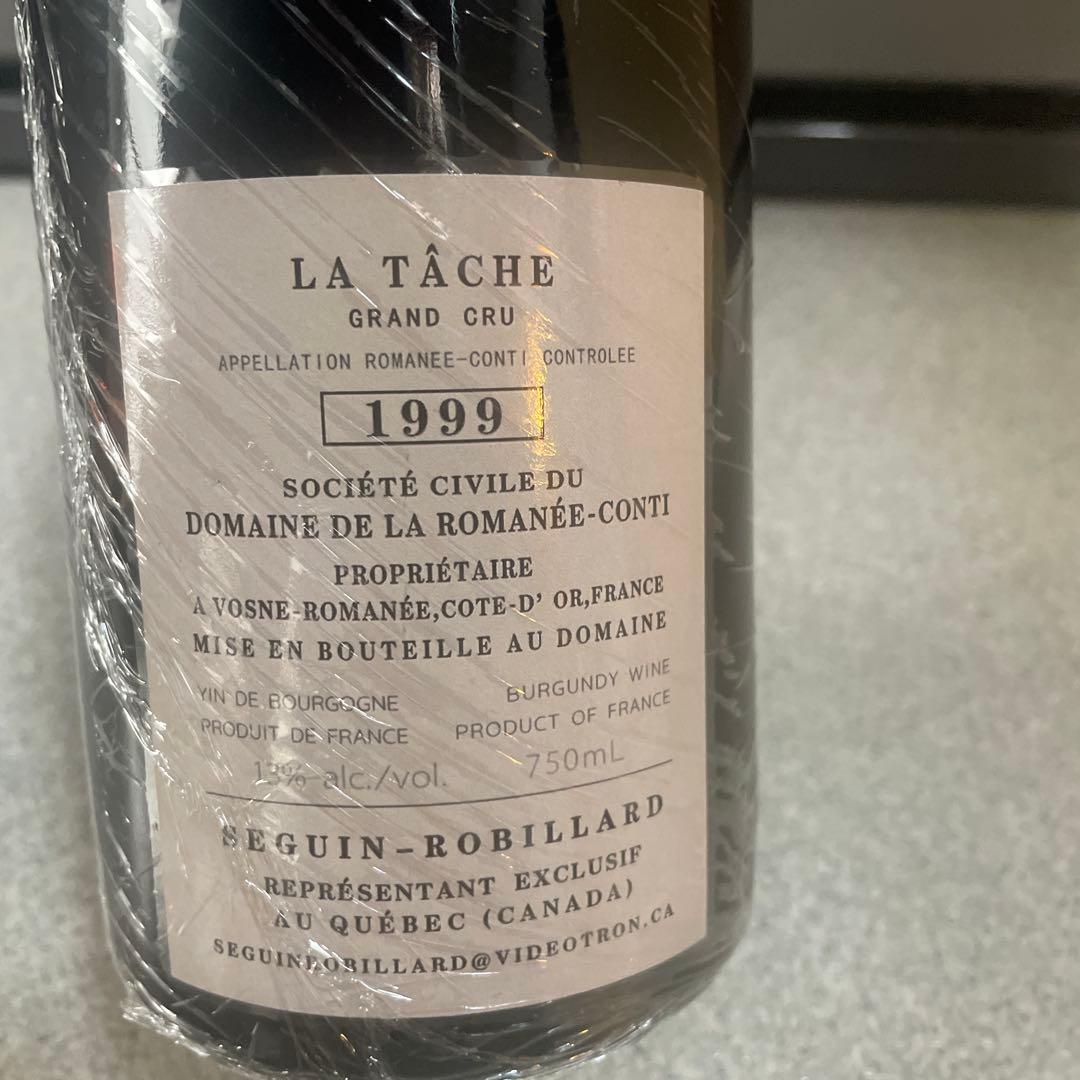 LA TÂCHE
GRAND CRU
APPELLATION ROMANEE-CONTI CONTROLEE
1999
SOCIÉTÉ CIVILE DU
DOMAINE DE LA ROMANÉE-CONTI
PROPRIÉTAIRE
A VOSNE-ROMANÉE,COTE-D' OR,FRANCE
MISE EN BOUTEILLE AU DOMAINE
VIN DE BOURGOGNE BURGUNDY WINE
PRODUIT DE FRANCE PRODUCT OF FRANCE
13% alc./vol. 750mL
SEGUIN-ROBILLARD
REPRÉSENTANT EXCLUSIF
AU QUÉBEC (CANADA)
SEGUINROBILLARD@VIDEOTRON.CA